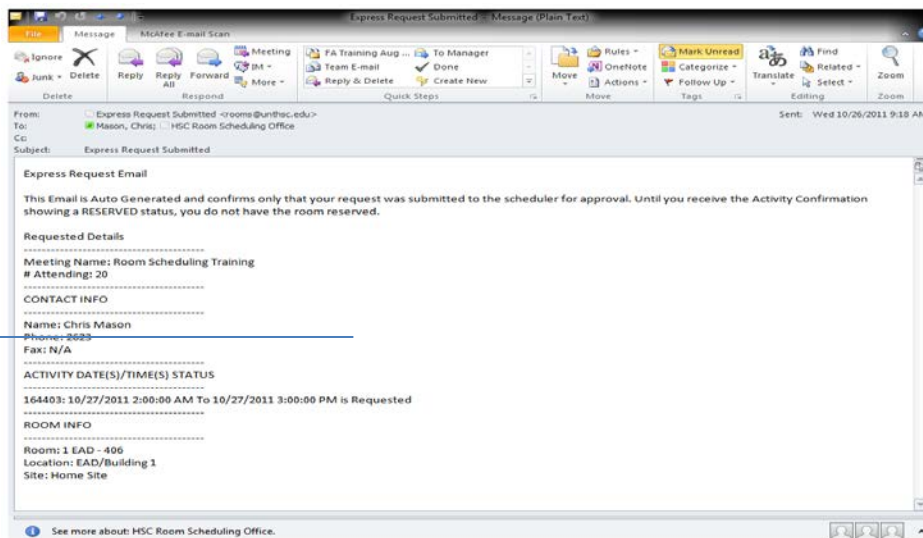 Express Request Submitted - Message (Plain Text)
File Message McAfee E-mail Scan
Ignore
Junk
Delete
Reply
Reply All
Forward
Meeting
IM
More
FA Training Aug ...
Team E-mail
Reply & Delete
To Manager
Done
Create New
Move
Rules
OneNote
Actions
Mark Unread
Categorize
Follow Up
Translate
Find
Related
Select
Zoom
Delete Respond Quick Steps Move Tags Editing Zoom
From: Express Request Submitted <rooms@unthsc.edu> Sent: Wed 10/26/2011 9:18 AM
To: Mason, Chris; HSC Room Scheduling Office
Cc:
Subject: Express Request Submitted
Express Request Email
This Email is Auto Generated and confirms only that your request was submitted to the scheduler for approval. Until you receive the Activity Confirmation
showing a RESERVED status, you do not have the room reserved.
Requested Details
----------------------------------------
Meeting Name: Room Scheduling Training
# Attending: 20
----------------------------------------
CONTACT INFO
----------------------------------------
Name: Chris Mason
Phone: 2623
Fax: N/A
----------------------------------------
ACTIVITY DATE(S)/TIME(S) STATUS
----------------------------------------
164403: 10/27/2011 2:00:00 AM To 10/27/2011 3:00:00 PM is Requested
----------------------------------------
ROOM INFO
----------------------------------------
Room: 1 EAD - 406
Location: EAD/Building 1
Site: Home Site
See more about: HSC Room Scheduling Office.